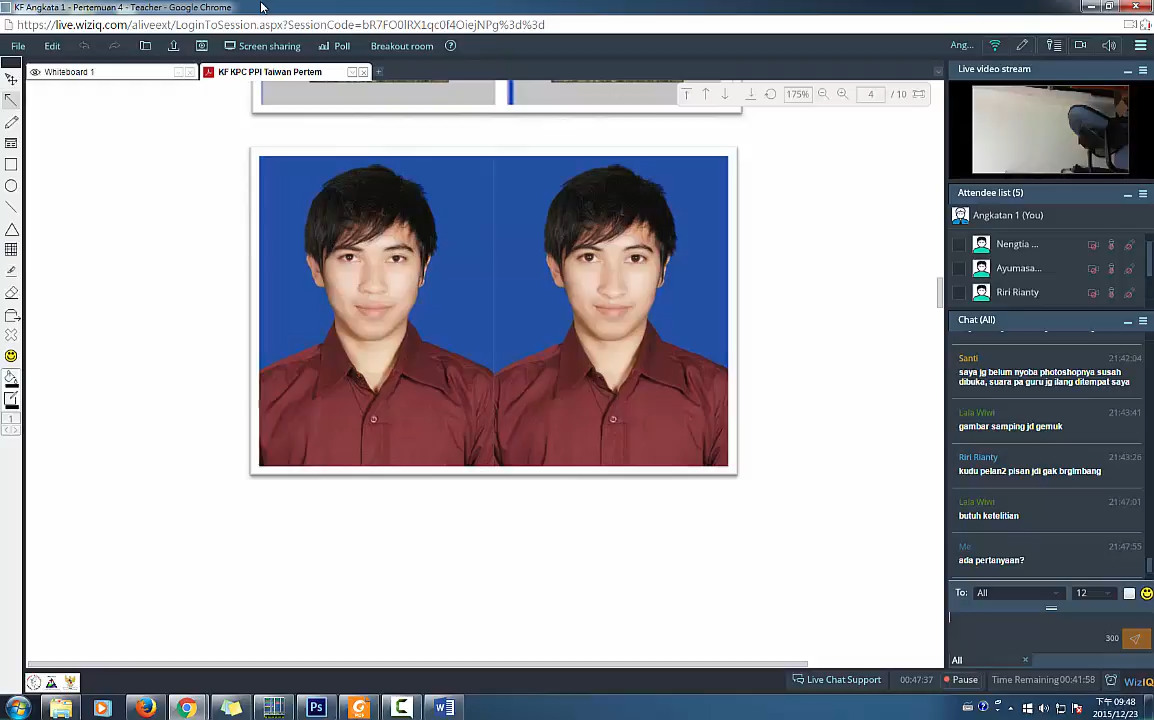 KF Angkata 1 - Pertemuan 4 - Teacher - Google Chrome
https://live.wiziq.com/aliveext/LoginToSession.aspx?SessionCode=bR7FO0lRX1qc0f4OiejNPg%3d%3d
File Edit Screen sharing Poll Breakout room Ang...
Whiteboard 1
KF KPC PPI Taiwan Pertem
175% 4 / 10
Live video stream
Attendee list (5)
Angkatan 1 (You)
Nengtia ...
Ayumasa...
Riri Rianty
Chat (All)
Santi 21:42:04
saya jg belum nyoba photoshopnya susah
dibuka, suara pa guru jg ilang ditempat saya
Lala Wiwi 21:43:41
gambar samping jd gemuk
Riri Rianty 21:43:26
kudu pelan2 pisan jdi gak brgimbang
Lala Wiwi 21:47:01
butuh ketelitian
Me 21:47:55
ada pertanyaan?
To: All 12
300
All
1
Live Chat Support 00:47:37 Pause Time Remaining 00:41:58 WizIQ
Ps W
下午 09:48
2015/12/23